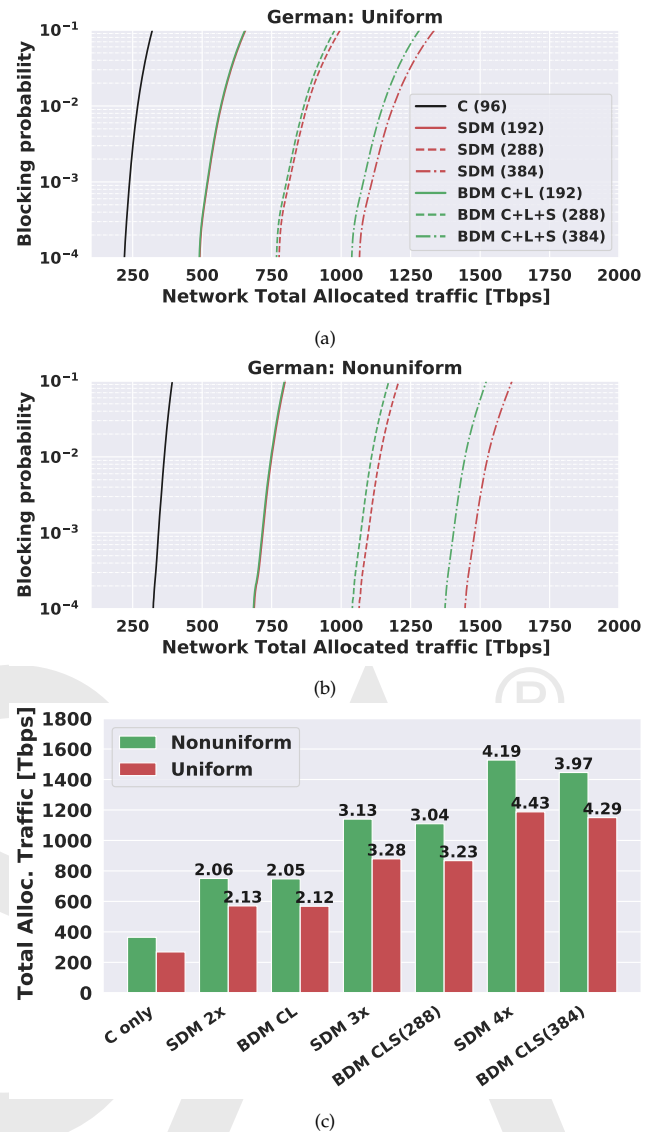 German: Uniform
10⁻¹
10⁻²
10⁻³
10⁻⁴
Blocking probability
C (96)
SDM (192)
SDM (288)
SDM (384)
BDM C+L (192)
BDM C+L+S (288)
BDM C+L+S (384)
250 500 750 1000 1250 1500 1750 2000
Network Total Allocated traffic [Tbps]
(a)
German: Nonuniform
10⁻¹
10⁻²
10⁻³
10⁻⁴
Blocking probability
250 500 750 1000 1250 1500 1750 2000
Network Total Allocated traffic [Tbps]
(b)
®
Total Alloc. Traffic [Tbps]
1800
1600
1400
1200
1000
800
600
400
200
0
Nonuniform
Uniform
2.06 2.13 2.05 2.12 3.13 3.28 3.04 3.23 4.19 4.43 3.97 4.29
C only
SDM 2x
BDM CL
SDM 3x
BDM CLS(288)
SDM 4x
BDM CLS(384)
(c)